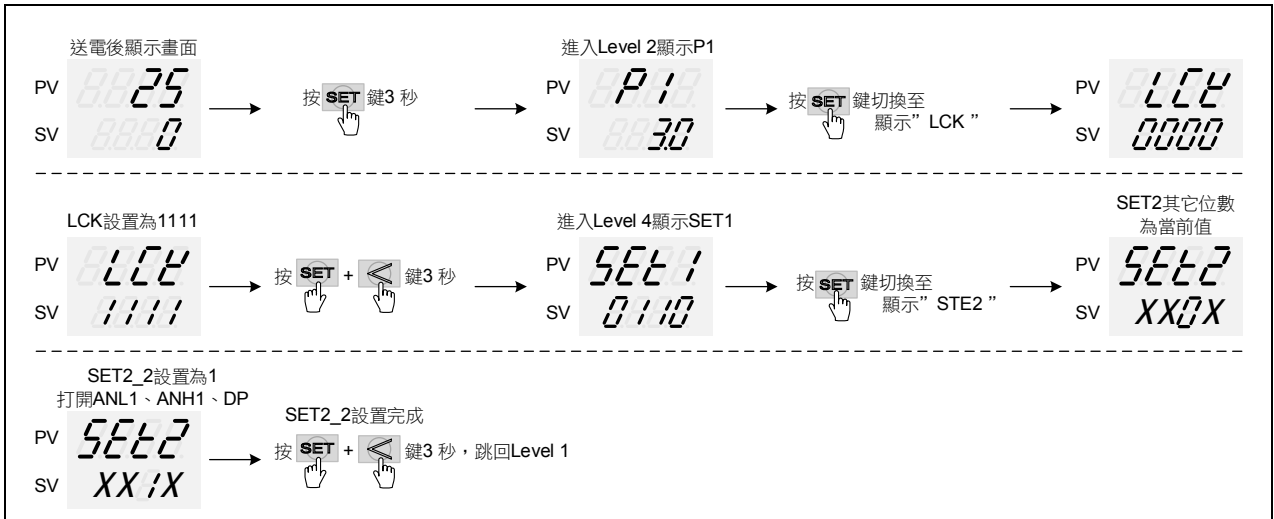 送電後顯示畫面
PV 25
SV 0
按 SET 鍵3 秒
進入Level 2顯示P1
PV P1
SV 3.0
按 SET 鍵切換至
顯示”LCK”
PV LCK
SV 0000
LCK設置為1111
PV LCK
SV 1111
按 SET + < 鍵3 秒
進入Level 4顯示SET1
PV SEt1
SV 0110
按 SET 鍵切換至
顯示”STE2”
SET2其它位數
為當前值
PV SEt2
SV XX0X
SET2_2設置為1
打開ANL1、ANH1、DP
PV SEt2
SV XX1X
SET2_2設置完成
按 SET + < 鍵3 秒，跳回Level 1